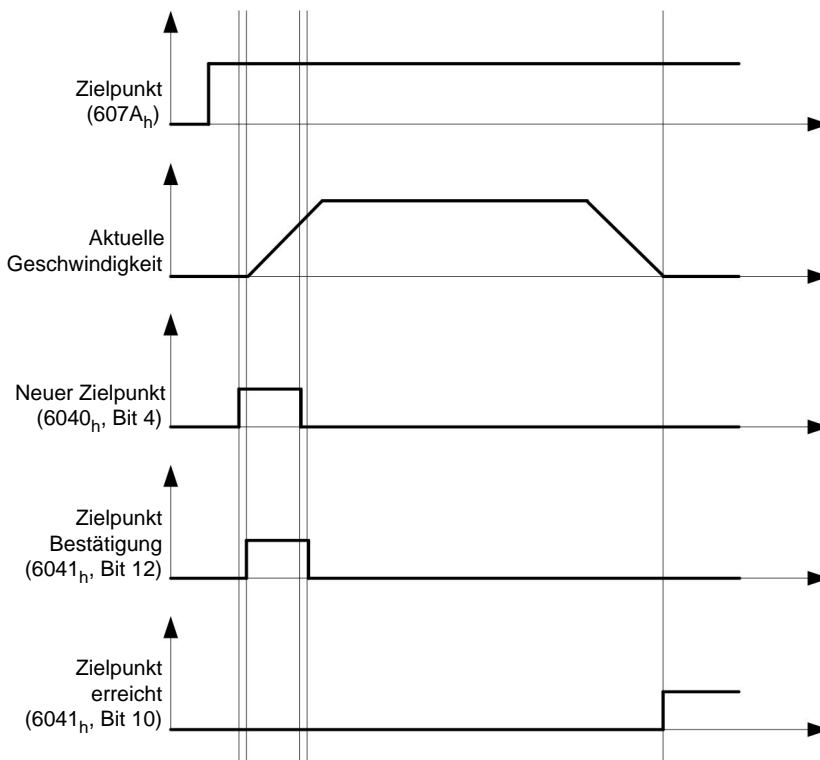 Zielpunkt
(607Aₕ)
Aktuelle
Geschwindigkeit
Neuer Zielpunkt
(6040ₕ, Bit 4)
Zielpunkt
Bestätigung
(6041ₕ, Bit 12)
Zielpunkt
erreicht
(6041ₕ, Bit 10)